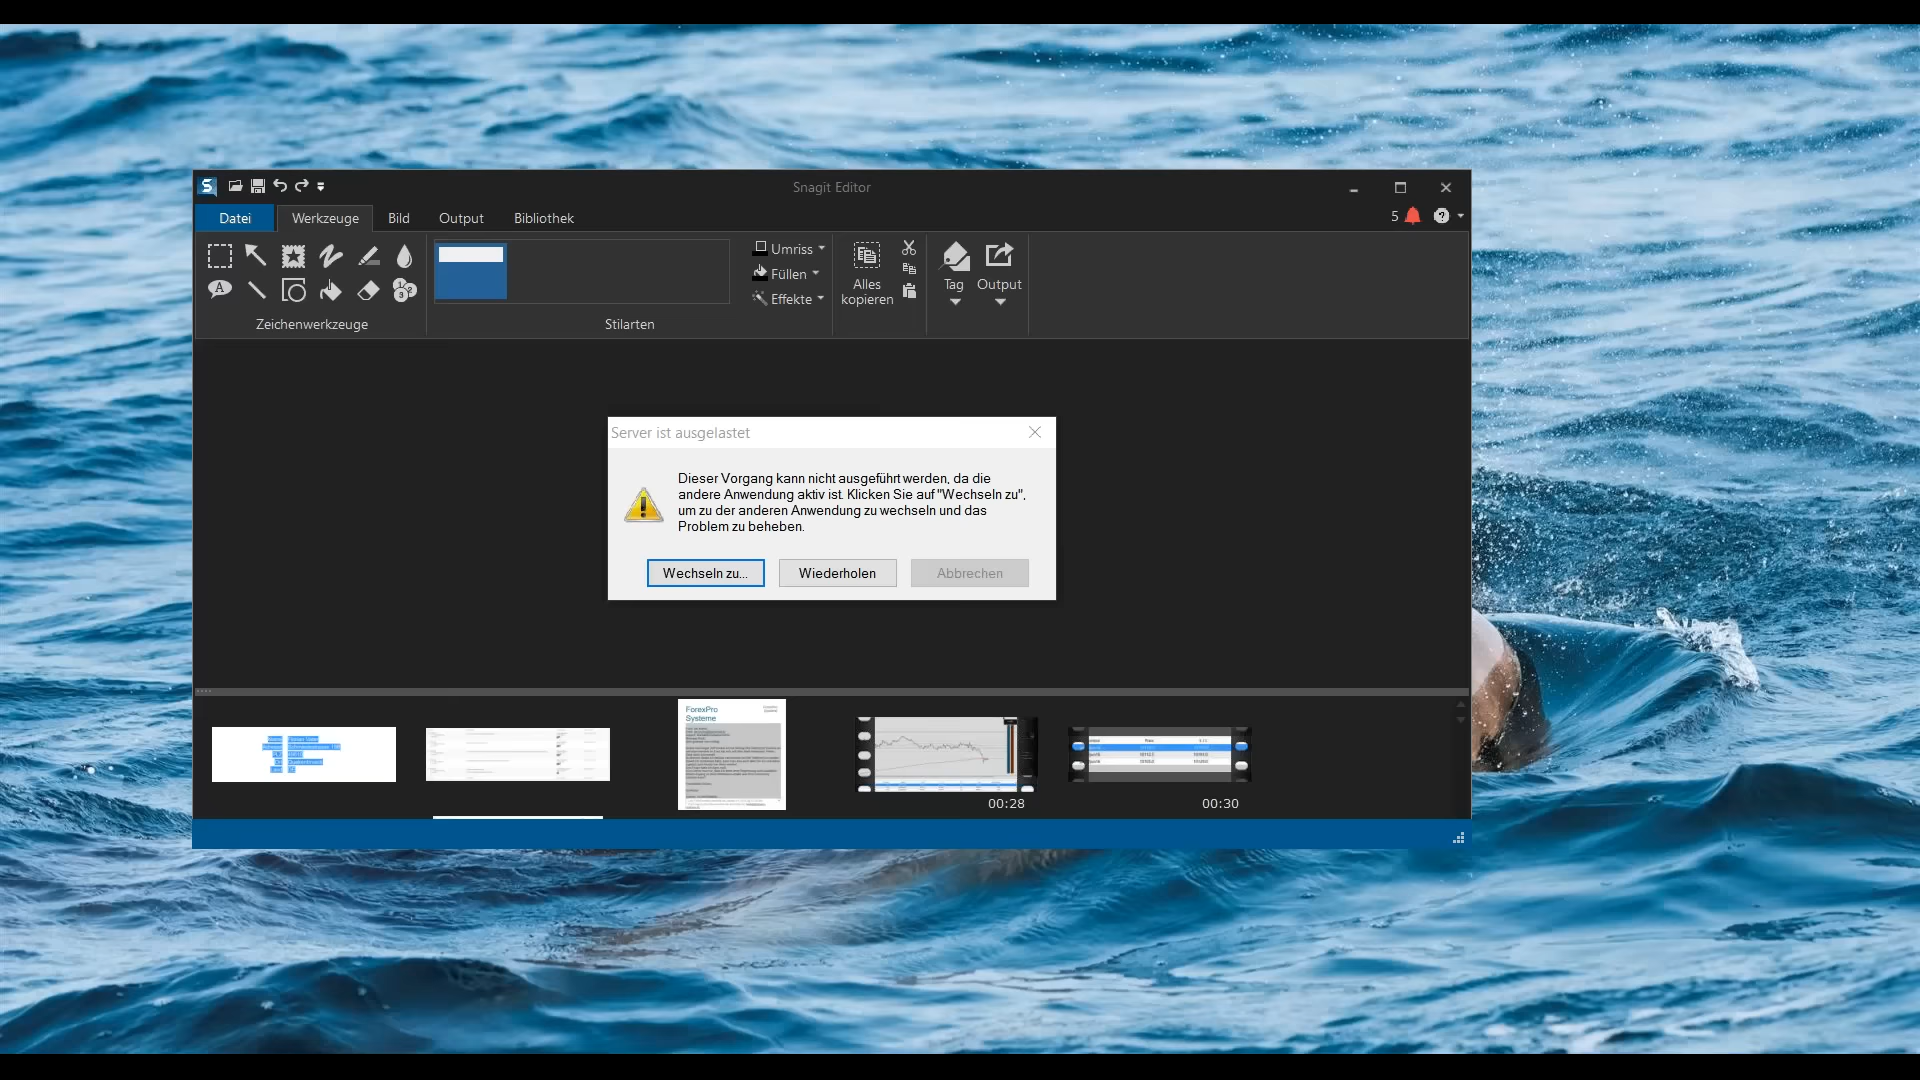 Snagit Editor
Datei
Werkzeuge
Bild
Output
Bibliothek
5
Umriss
Füllen
Effekte
Alles
kopieren
Tag
Output
Zeichenwerkzeuge
Stilarten
Server ist ausgelastet
Dieser Vorgang kann nicht ausgeführt werden, da die
andere Anwendung aktiv ist. Klicken Sie auf "Wechseln zu",
um zu der anderen Anwendung zu wechseln und das
Problem zu beheben.
Wechseln zu...
Wiederholen
Abbrechen
ForexPro
Systeme
00:28
00:30